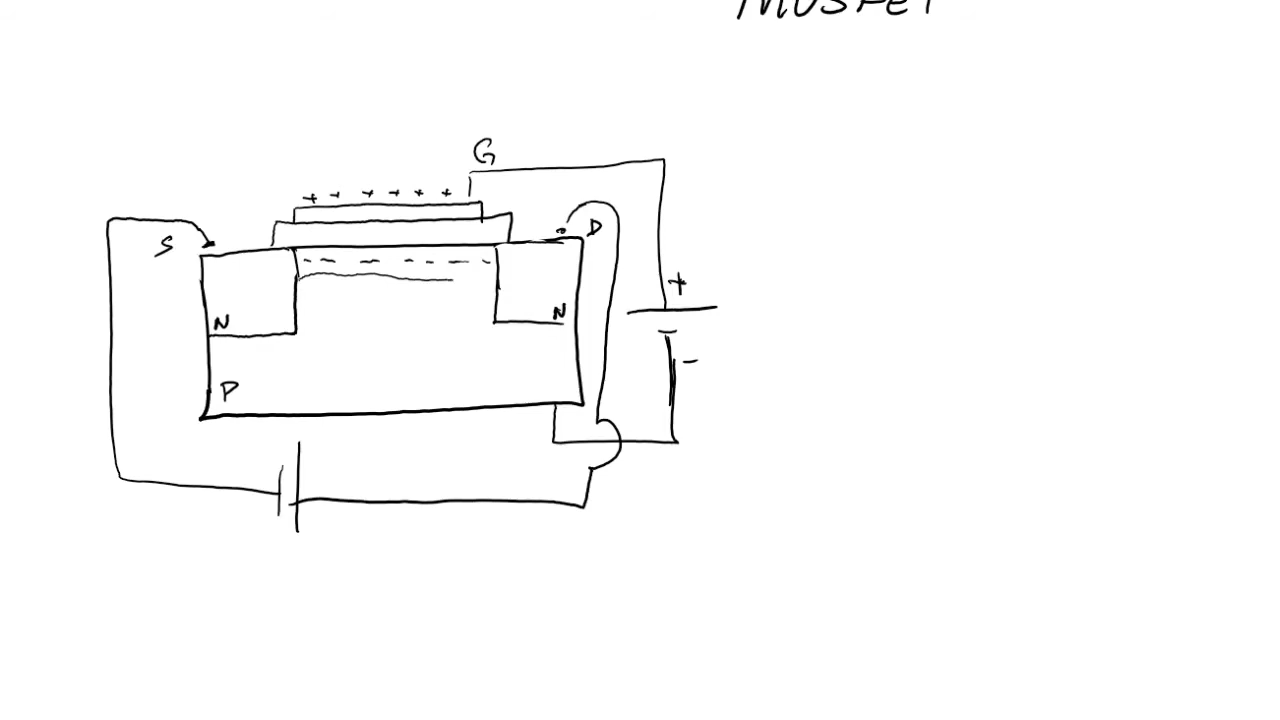 MOSFET
G
+ + + + + +
S
D
- - - - - -
+
N
N
-
P